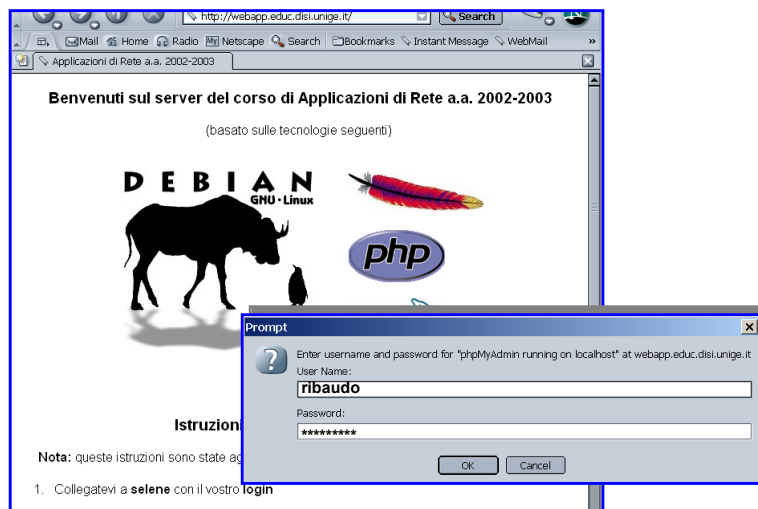 http://webapp.educ.disi.unige.it/
Search
Mail Home Radio My Netscape Search Bookmarks Instant Message WebMail »
Applicazioni di Rete a.a. 2002-2003
Benvenuti sul server del corso di Applicazioni di Rete a.a. 2002-2003
(basato sulle tecnologie seguenti)
DEBIAN
GNU·Linux
php
Prompt
Enter username and password for "phpMyAdmin running on localhost" at webapp.educ.disi.unige.it
User Name:
ribaudo
Password:
*********
OK Cancel
Istruzioni
Nota: queste istruzioni sono state ag
1. Collegatevi a selene con il vostro login